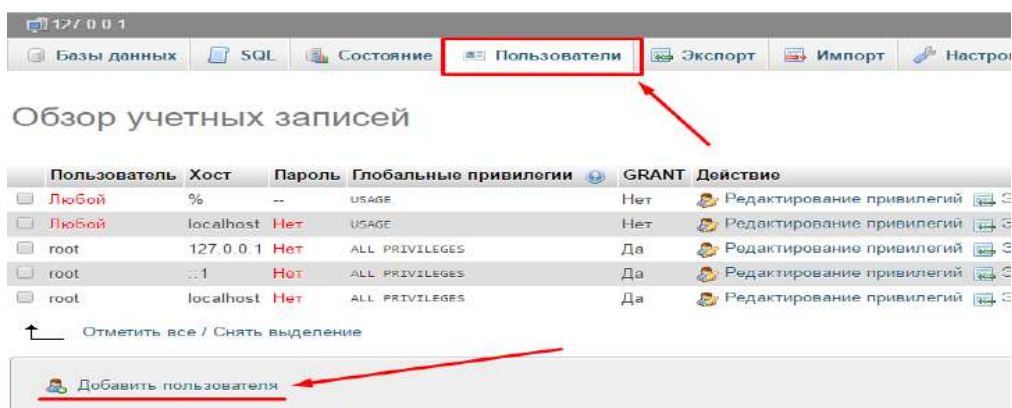 127.0.0.1
Базы данных SQL Состояние Пользователи Экспорт Импорт
Обзор учетных записей
Пользователь Хост Пароль Глобальные привилегии GRANT Действие
Любой % -- USAGE Нет Редактирование привилегий Э
Любой localhost Нет USAGE Нет Редактирование привилегий Э
root 127.0.0.1 Нет ALL PRIVILEGES Да Редактирование привилегий Э
root ::1 Нет ALL PRIVILEGES Да Редактирование привилегий Э
root localhost Нет ALL PRIVILEGES Да Редактирование привилегий Э
Отметить все / Снять выделение
Добавить пользователя